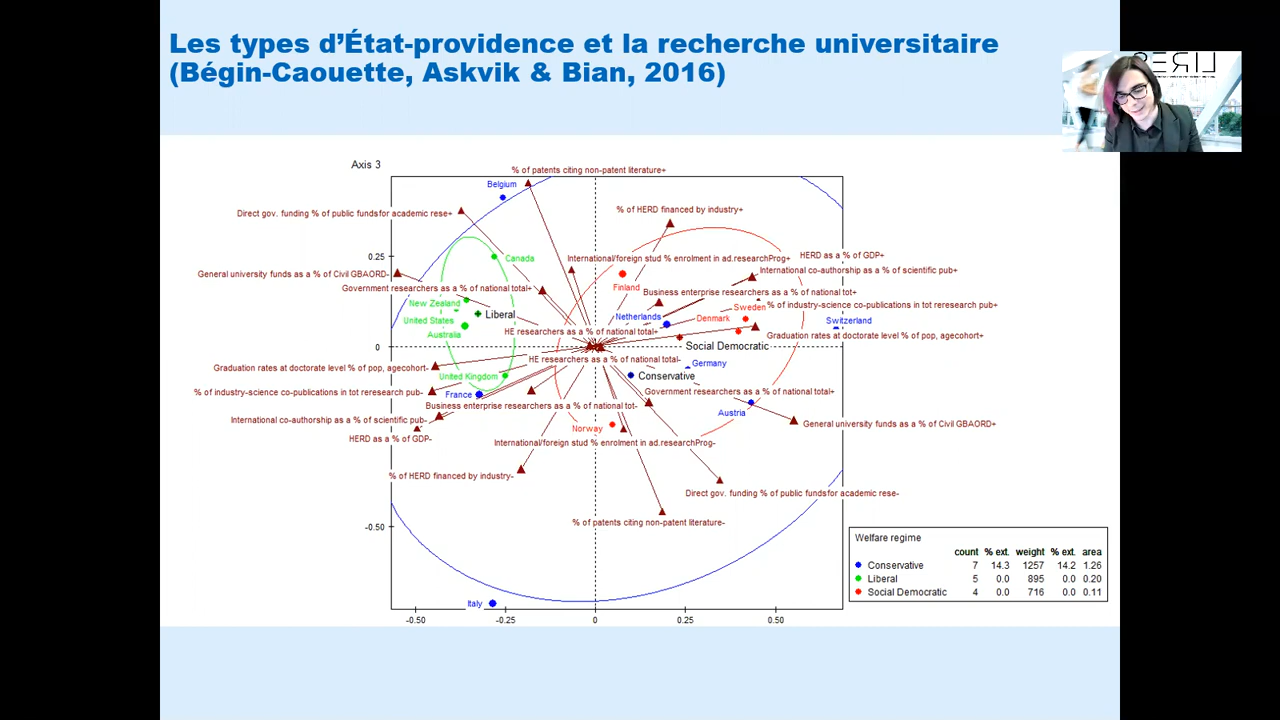 Les types d'État-providence et la recherche universitaire
(Bégin-Caouette, Askvik & Bian, 2016)
LIRES
Axis 3
% of patents citing non-patent literature+
Belgium
Direct gov. funding % of public fundsfor academic rese+
% of HERD financed by industry+
0.25
Canada
International/foreign stud % enrolment in ad.researchProg+
HERD as a % of GDP+
General university funds as a % of Civil GBAORD-
International co-authorship as a % of scientific pub+
Government researchers as a % of national total+
Finland
Business enterprise researchers as a % of national tot+
New Zealand
Sweden
% of industry-science co-publications in tot reresearch pub+
Liberal
United States
Netherlands
Denmark
Switzerland
Australia
HE researchers as a % of national total+
Graduation rates at doctorate level % of pop, agecohort+
0
Social Democratic
HE researchers as a % of national total-
Germany
Graduation rates at doctorate level % of pop, agecohort-
United Kingdom
Conservative
% of industry-science co-publications in tot reresearch pub-
France
Government researchers as a % of national total+
Business enterprise researchers as a % of national tot-
Austria
International co-authorship as a % of scientific pub-
Norway
General university funds as a % of Civil GBAORD+
HERD as a % of GDP-
International/foreign stud % enrolment in ad.researchProg-
% of HERD financed by industry-
Direct gov. funding % of public fundsfor academic rese-
% of patents citing non-patent literature-
-0.50
Italy
-0.50 -0.25 0 0.25 0.50
Welfare regime
count % ext. weight % ext. area
Conservative 7 14.3 1257 14.2 1.26
Liberal 5 0.0 895 0.0 0.20
Social Democratic 4 0.0 716 0.0 0.11